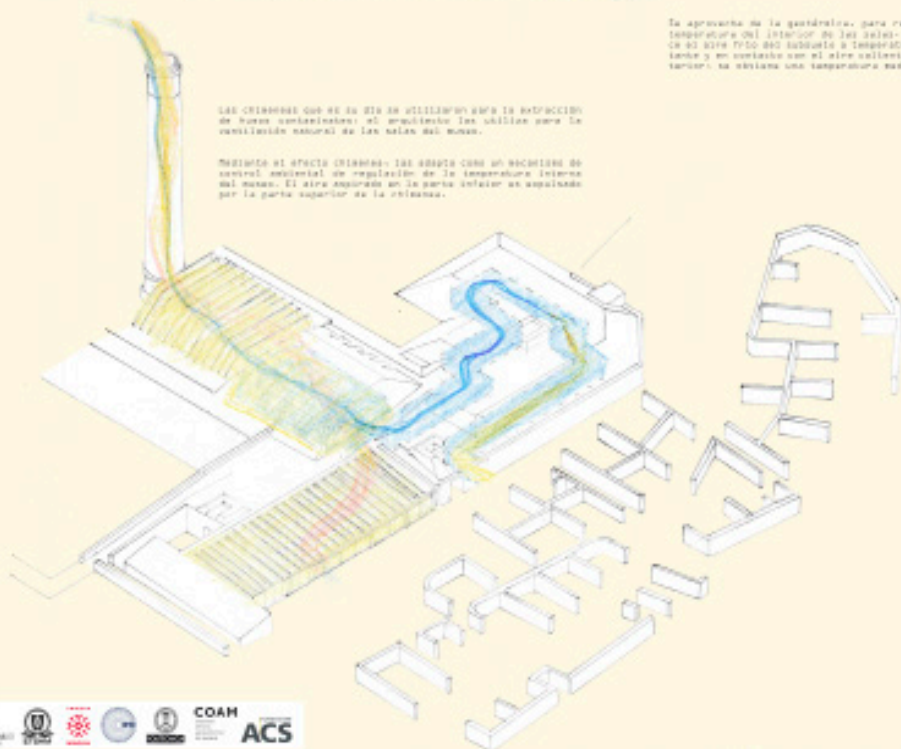 Las chimeneas que en su día se utilizaron para la extracción
de humos contaminates: el arquitecto las utiliza para la
ventilación natural de las salas del museo.
Mediante el efecto chimenea: las adapta como un mecanismo de
control ambiental de regulación de la temperatura interna
del museo. El aire aspirado en la parte inferior es expulsado
por la parte superior de la chimenea.
Se aprovecha de la geotérmica, para r
temperatura del interior de las salas-
ca el aire frío del subsuelo a temperat
tante y en contacto con el aire calient
terior: se obtiene una temperatura
COAM
ACS